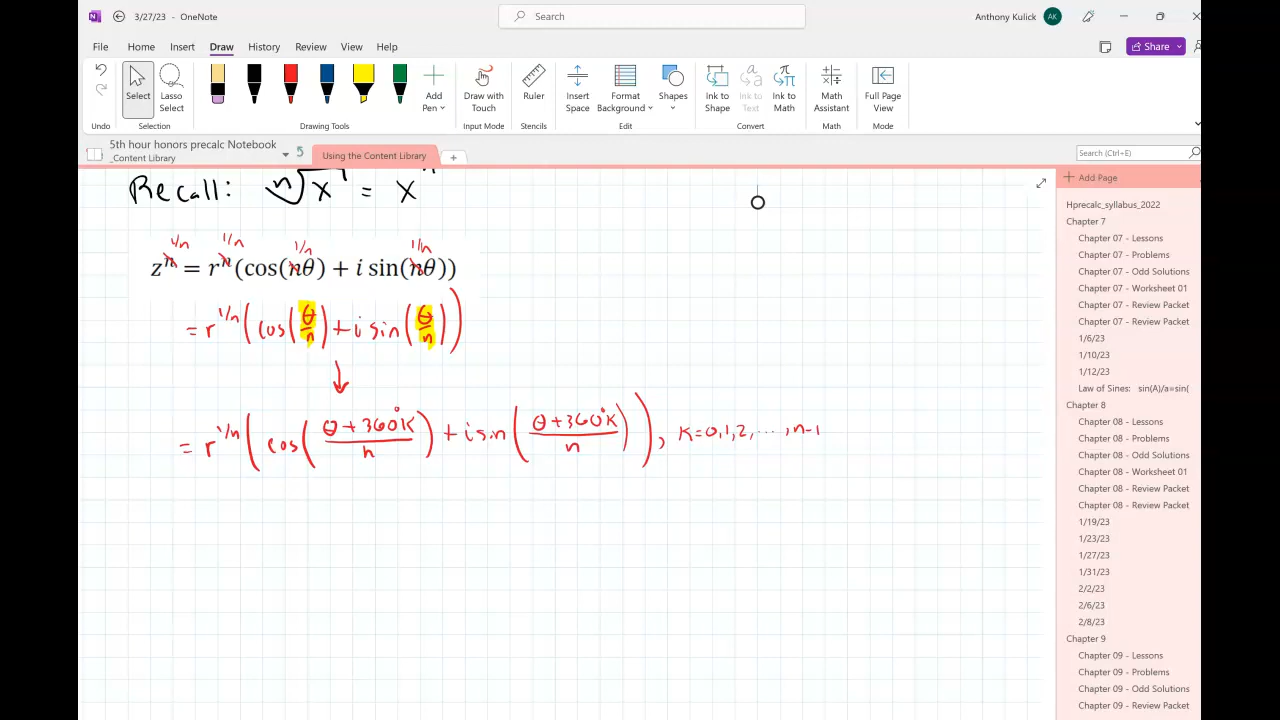 3/27/23 - OneNote
Search
Anthony Kulick
AK
File Home Insert Draw History Review View Help
Share
Undo
Select
Lasso Select
Add Pen
Draw with Touch
Ruler
Insert Space
Format Background
Shapes
Ink to Shape
Ink to Text
Ink to Math
Math Assistant
Full Page View
Selection
Drawing Tools
Input Mode
Stencils
Edit
Convert
Math
Mode
5th hour honors precalc Notebook
_Content Library
Using the Content Library
Search (Ctrl+E)
Recall: ⁿ√x¹ = x
z^n 1/n = r^n 1/n (cos(nθ) 1/n + i sin(nθ) 1/n)
= r^1/n (cos(θ/n) + i sin(θ/n))
↓
= r^1/n (cos((θ+360°K)/n) + i sin((θ+360°K)/n)), K=0,1,2,...,n-1
Add Page
Hprecalc_syllabus_2022
Chapter 7
Chapter 07 - Lessons
Chapter 07 - Problems
Chapter 07 - Odd Solutions
Chapter 07 - Worksheet 01
Chapter 07 - Review Packet
Chapter 07 - Review Packet
1/6/23
1/10/23
1/12/23
Law of Sines: sin(A)/a=sin(
Chapter 8
Chapter 08 - Lessons
Chapter 08 - Problems
Chapter 08 - Odd Solutions
Chapter 08 - Worksheet 01
Chapter 08 - Review Packet
Chapter 08 - Review Packet
1/19/23
1/23/23
1/27/23
1/31/23
2/2/23
2/6/23
2/8/23
Chapter 9
Chapter 09 - Lessons
Chapter 09 - Problems
Chapter 09 - Odd Solutions
Chapter 09 - Review Packet